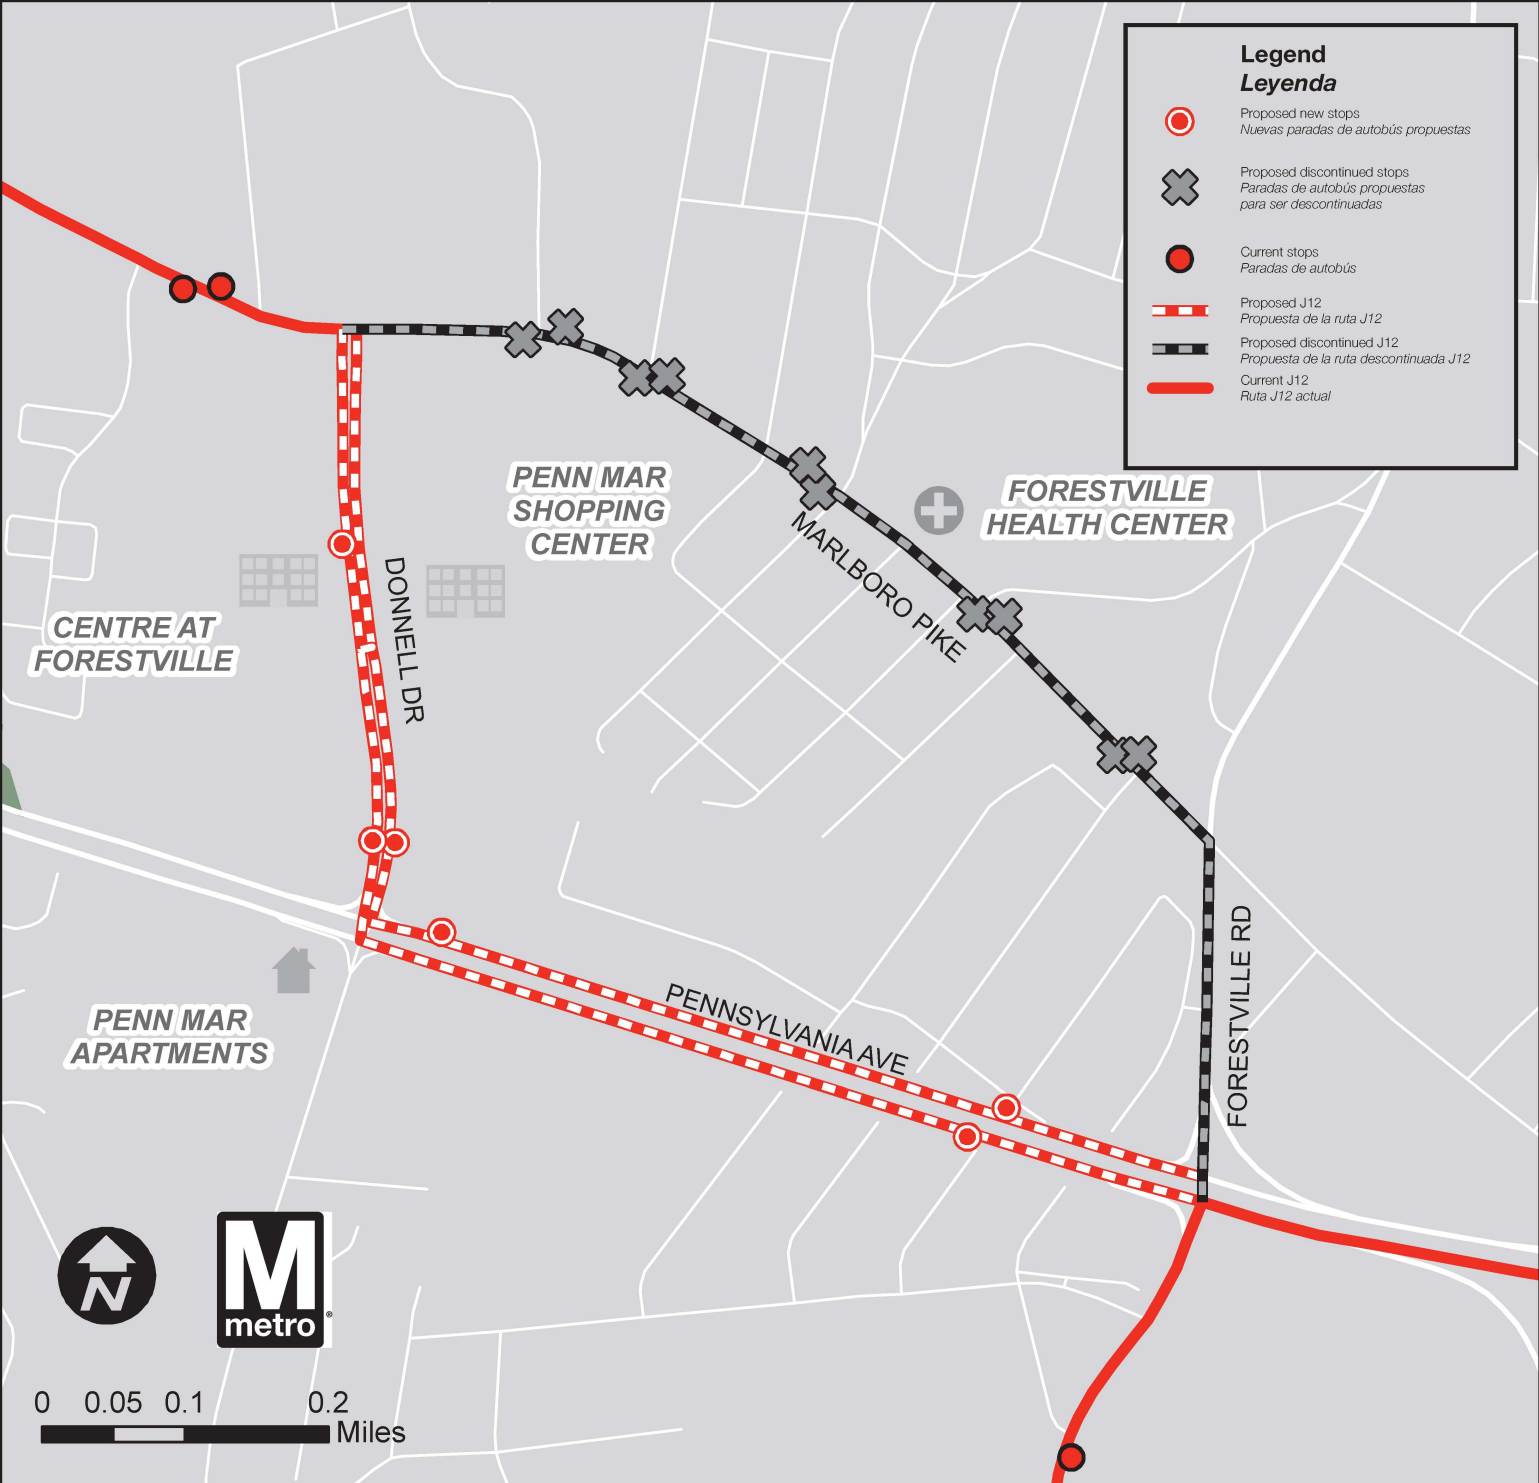 Legend
Leyenda
Proposed new stops
Nuevas paradas de autobús propuestas
Proposed discontinued stops
Paradas de autobús propuestas
para ser descontinuadas
Current stops
Paradas de autobús
Proposed J12
Propuesta de la ruta J12
Proposed discontinued J12
Propuesta de la ruta descontinuada J12
Current J12
Ruta J12 actual
PENN MAR
SHOPPING
CENTER
FORESTVILLE
HEALTH CENTER
MARLBORO PIKE
DONNELL DR
CENTRE AT
FORESTVILLE
FORESTVILLE RD
PENNSYLVANIA AVE
PENN MAR
APARTMENTS
N
M
metro®
0 0.05 0.1 0.2
Miles